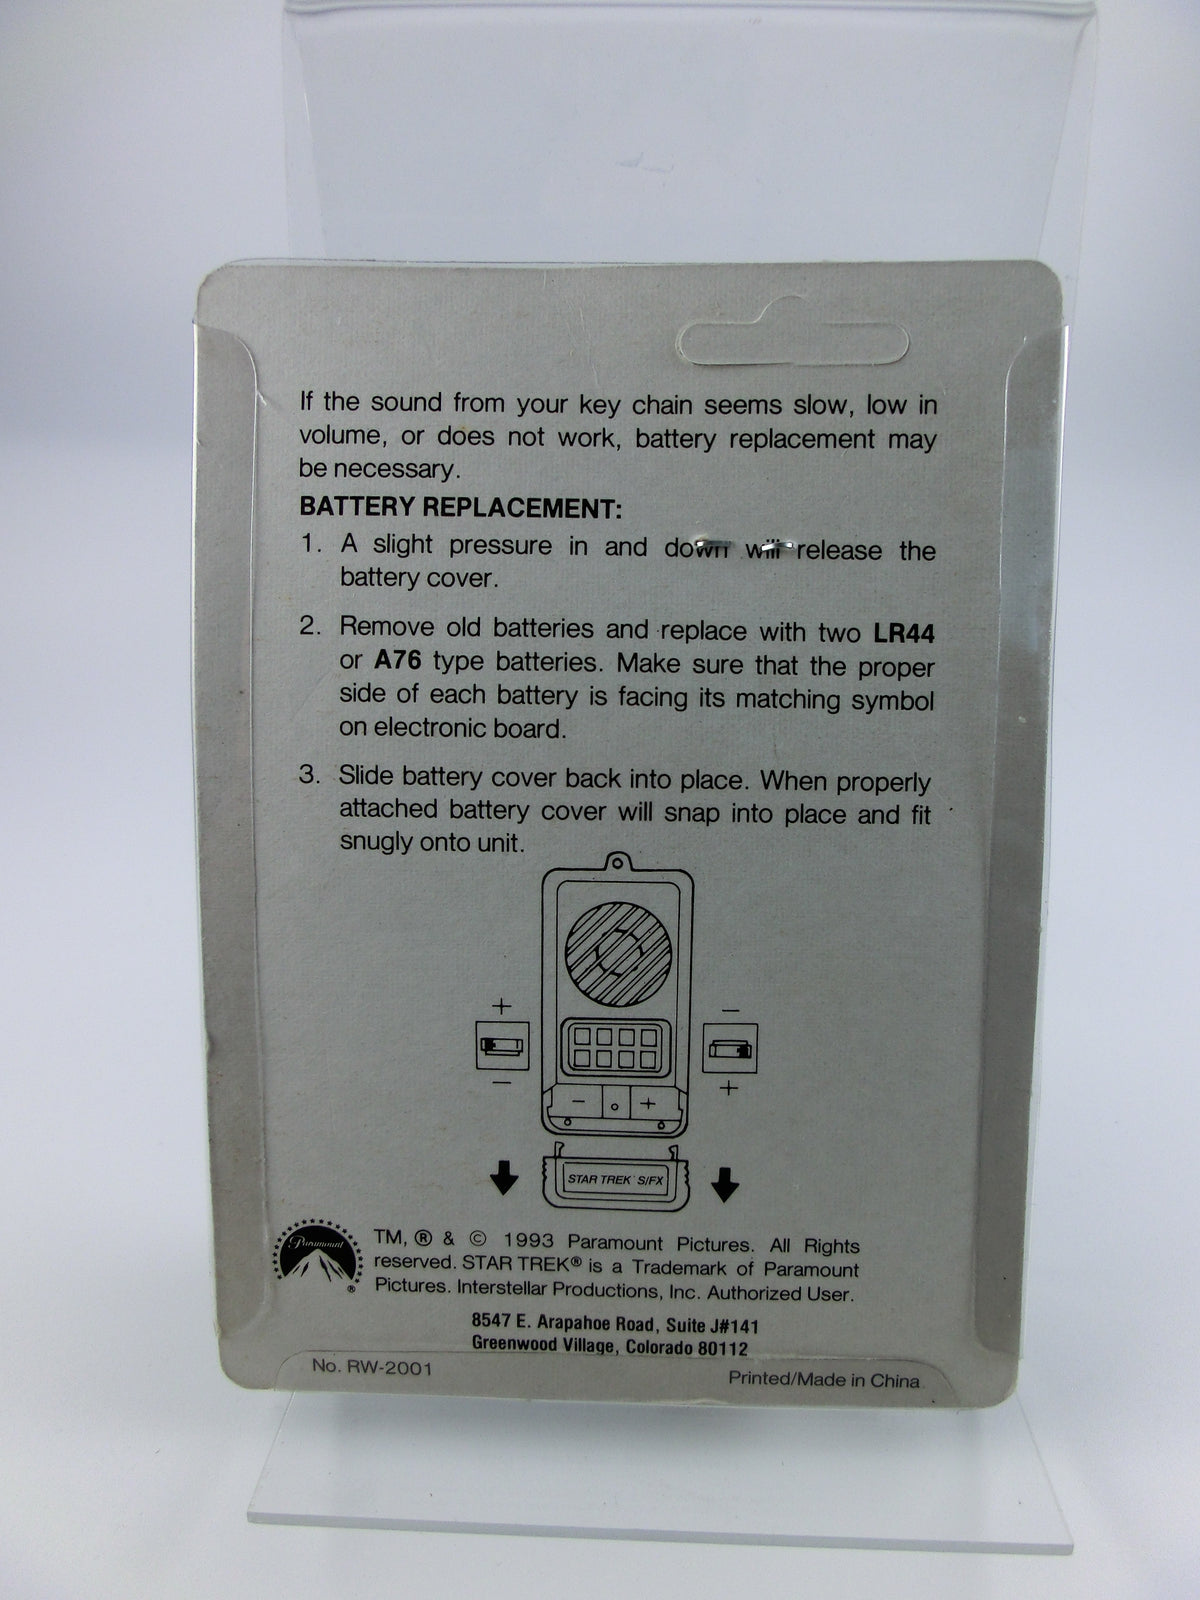 If the sound from your key chain seems slow, low in
volume, or does not work, battery replacement may
be necessary.
BATTERY REPLACEMENT:
1. A slight pressure in and down will release the
battery cover.
2. Remove old batteries and replace with two LR44
or A76 type batteries. Make sure that the proper
side of each battery is facing its matching symbol
on electronic board.
3. Slide battery cover back into place. When properly
attached battery cover will snap into place and fit
snugly onto unit.
+ −
− +
− +
STAR TREK S/FX
Paramount
®
TM, ® & © 1993 Paramount Pictures. All Rights
reserved. STAR TREK® is a Trademark of Paramount
Pictures. Interstellar Productions, Inc. Authorized User.
8547 E. Arapahoe Road, Suite J#141
Greenwood Village, Colorado 80112
No. RW-2001
Printed/Made in China